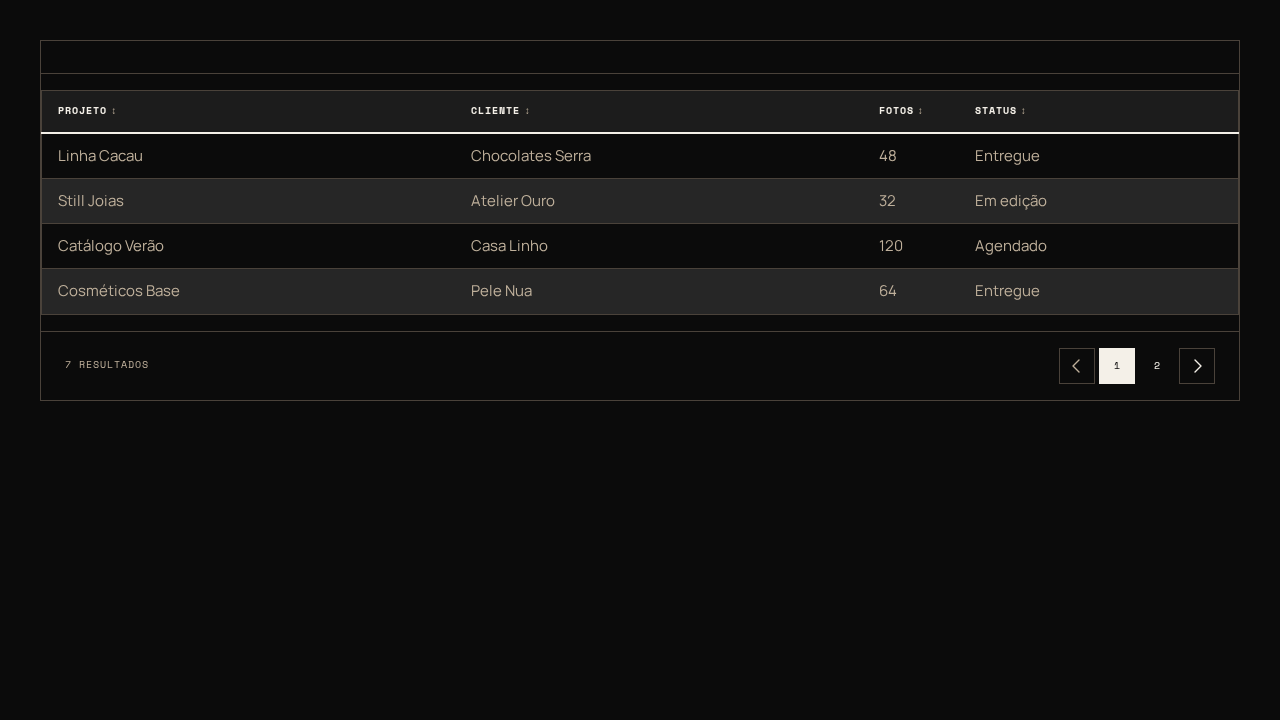 PROJETO ↕ CLIENTE ↕ FOTOS ↕ STATUS ↕
Linha Cacau Chocolates Serra 48 Entregue
Still Joias Atelier Ouro 32 Em edição
Catálogo Verão Casa Linho 120 Agendado
Cosméticos Base Pele Nua 64 Entregue
7 RESULTADOS 1 2